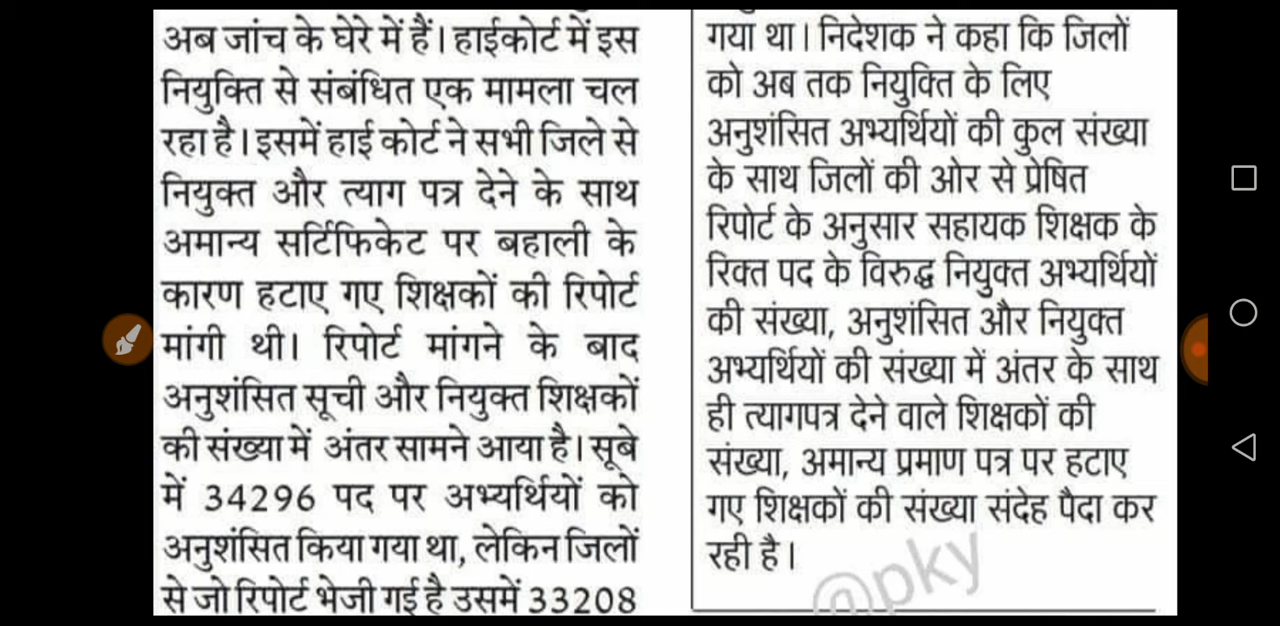 अब जांच के घेरे में हैं। हाईकोर्ट में इस
नियुक्ति से संबंधित एक मामला चल
रहा है। इसमें हाई कोर्ट ने सभी जिले से
नियुक्त और त्याग पत्र देने के साथ
अमान्य सर्टिफिकेट पर बहाली के
कारण हटाए गए शिक्षकों की रिपोर्ट
मांगी थी। रिपोर्ट मांगने के बाद
अनुशंसित सूची और नियुक्त शिक्षकों
की संख्या में अंतर सामने आया है। सूबे
में 34296 पद पर अभ्यर्थियों को
अनुशंसित किया गया था, लेकिन जिलों
से जो रिपोर्ट भेजी गई है उसमें 33208
गया था। निदेशक ने कहा कि जिलों
को अब तक नियुक्ति के लिए
अनुशंसित अभ्यर्थियों की कुल संख्या
के साथ जिलों की ओर से प्रेषित
रिपोर्ट के अनुसार सहायक शिक्षक के
रिक्त पद के विरुद्ध नियुक्त अभ्यर्थियों
की संख्या, अनुशंसित और नियुक्त
अभ्यर्थियों की संख्या में अंतर के साथ
ही त्यागपत्र देने वाले शिक्षकों की
संख्या, अमान्य प्रमाण पत्र पर हटाए
गए शिक्षकों की संख्या संदेह पैदा कर
रही है।
@pky